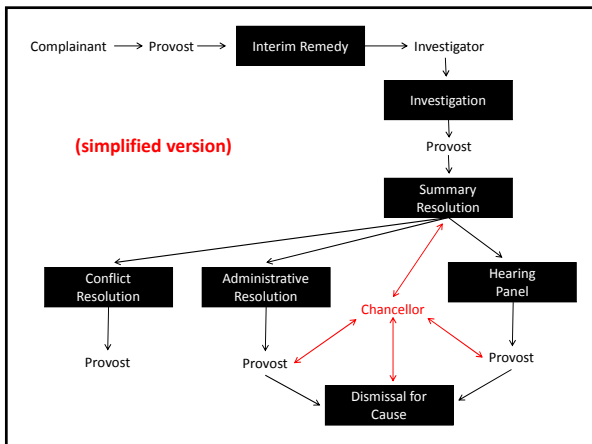 Complainant
Provost
Interim Remedy
Investigator
Investigation
(simplified version)
Provost
Summary
Resolution
Conflict
Resolution
Administrative
Resolution
Hearing
Panel
Chancellor
Provost
Provost
Provost
Dismissal for
Cause